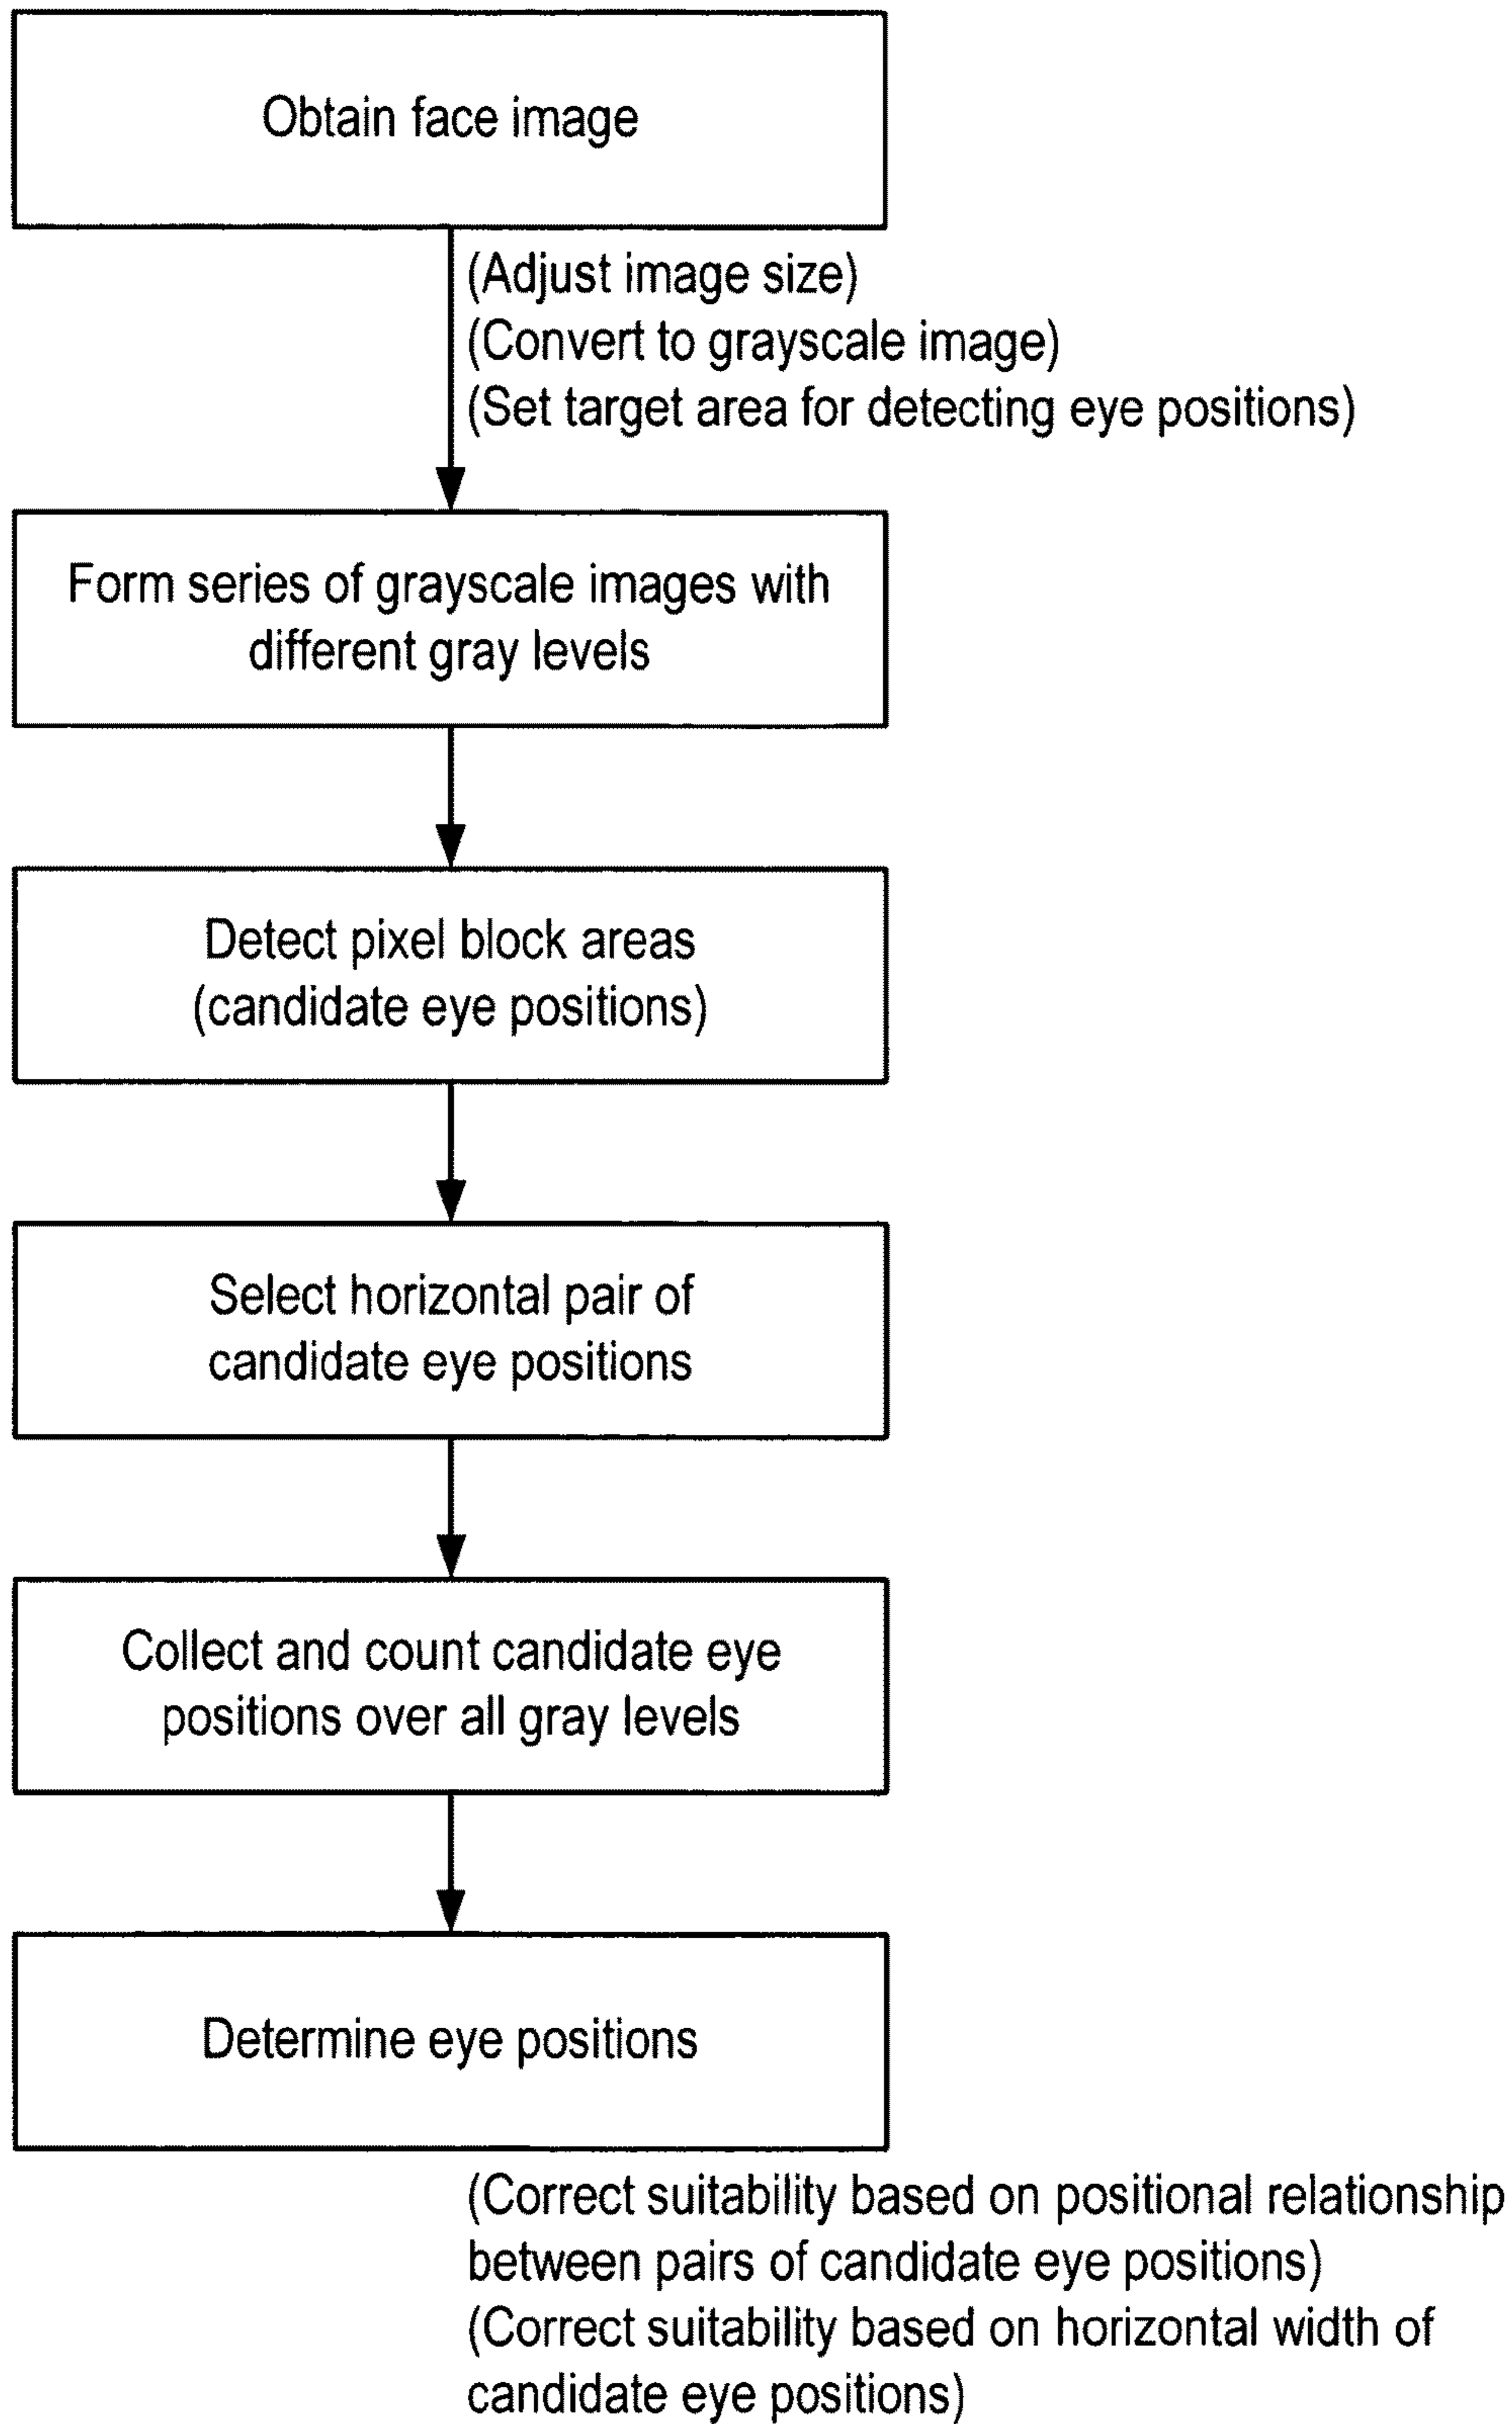 Obtain face image
(Adjust image size)
(Convert to grayscale image)
(Set target area for detecting eye positions)
Form series of grayscale images with
different gray levels
Detect pixel block areas
(candidate eye positions)
Select horizontal pair of
candidate eye positions
Collect and count candidate eye
positions over all gray levels
Determine eye positions
(Correct suitability based on positional relationship
between pairs of candidate eye positions)
(Correct suitability based on horizontal width of
candidate eye positions)